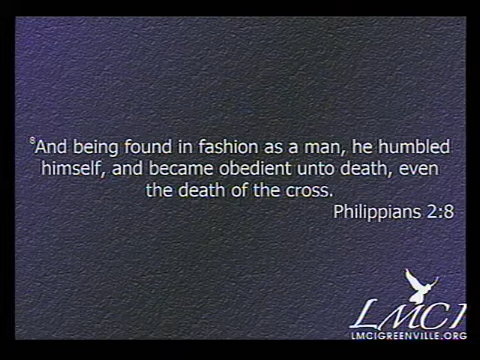 ⁸And being found in fashion as a man, he humbled
himself, and became obedient unto death, even
the death of the cross.
Philippians 2:8
LMCI
LMCIGREENVILLE.ORG